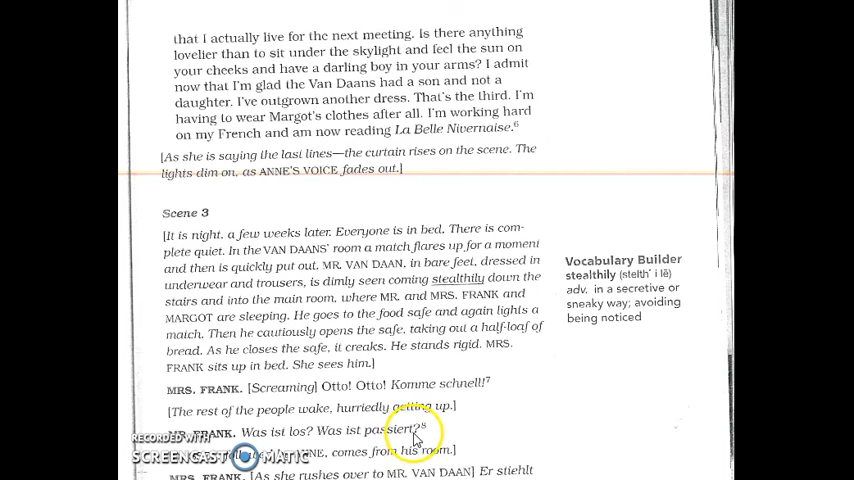 that I actually live for the next meeting. Is there anything
lovelier than to sit under the skylight and feel the sun on
your cheeks and have a darling boy in your arms? I admit
now that I'm glad the Van Daans had a son and not a
daughter. I've outgrown another dress. That's the third. I'm
having to wear Margot's clothes after all. I'm working hard
on my French and am now reading La Belle Nivernaise.6
[As she is saying the last lines—the curtain rises on the scene. The
lights dim on, as ANNE'S VOICE fades out.]
Scene 3
[It is night, a few weeks later. Everyone is in bed. There is com-
plete quiet. In the VAN DAANS' room a match flares up for a moment
and then is quickly put out. MR. VAN DAAN, in bare feet, dressed in
underwear and trousers, is dimly seen coming stealthily down the
stairs and into the main room, where MR. and MRS. FRANK and
MARGOT are sleeping. He goes to the food safe and again lights a
match. Then he cautiously opens the safe, taking out a half-loaf of
bread. As he closes the safe, it creaks. He stands rigid. MRS.
FRANK sits up in bed. She sees him.]
Vocabulary Builder
stealthily (stelth´ i lē)
adv. in a secretive or
sneaky way; avoiding
being noticed
MRS. FRANK. [Screaming] Otto! Otto! Komme schnell!7
[The rest of the people wake, hurriedly getting up.]
MR. FRANK. Was ist los? Was ist passiert?8
ANNE, comes from his room.]
MRS. FRANK. [As she rushes over to MR. VAN DAAN] Er stiehlt
RECORDED WITH
SCREENCAST MATIC